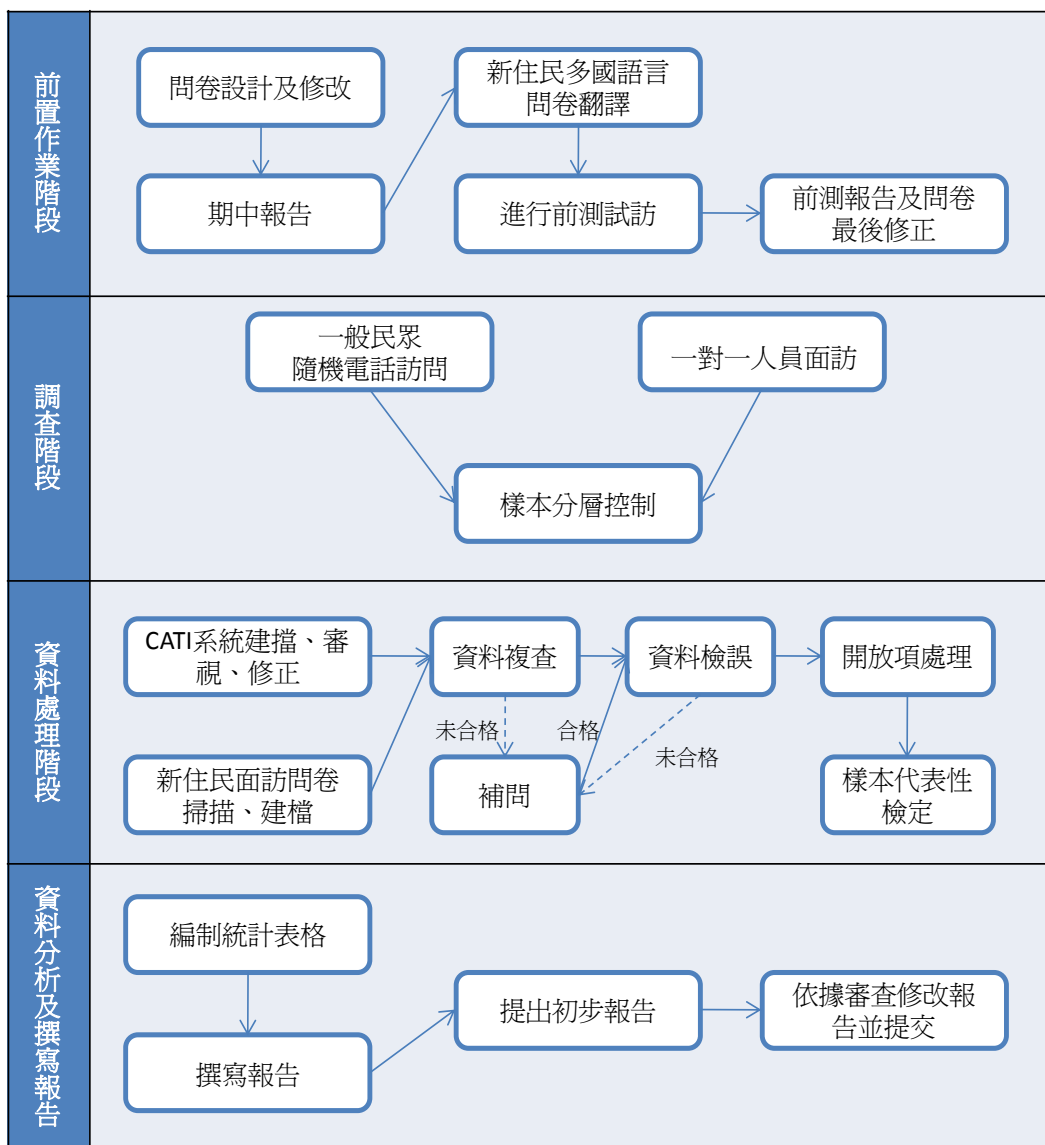 前置作業階段
問卷設計及修改
期中報告
新住民多國語言
問卷翻譯
進行前測試訪
前測報告及問卷
最後修正
調查階段
一般民眾
隨機電話訪問
一對一人員面訪
樣本分層控制
資料處理階段
CATI系統建擋、審
視、修正
新住民面訪問卷
掃描、建檔
資料複查
未合格
補問
合格
資料檢誤
未合格
開放項處理
樣本代表性
檢定
資料分析及撰寫報告
編制統計表格
撰寫報告
提出初步報告
依據審查修改報
告並提交